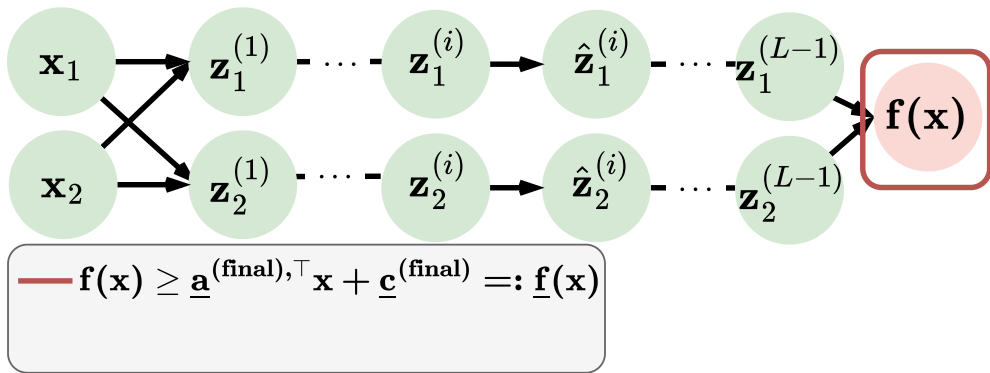 x₁ z₁⁽¹⁾ ··· z₁⁽ⁱ⁾ ẑ₁⁽ⁱ⁾ ··· z₁⁽ᴸ⁻¹⁾
f(x)
x₂ z₂⁽¹⁾ ··· z₂⁽ⁱ⁾ ẑ₂⁽ⁱ⁾ ··· z₂⁽ᴸ⁻¹⁾
f(x) ≥ a̲^(final),⊤ x + c̲^(final) =: f̲(x)